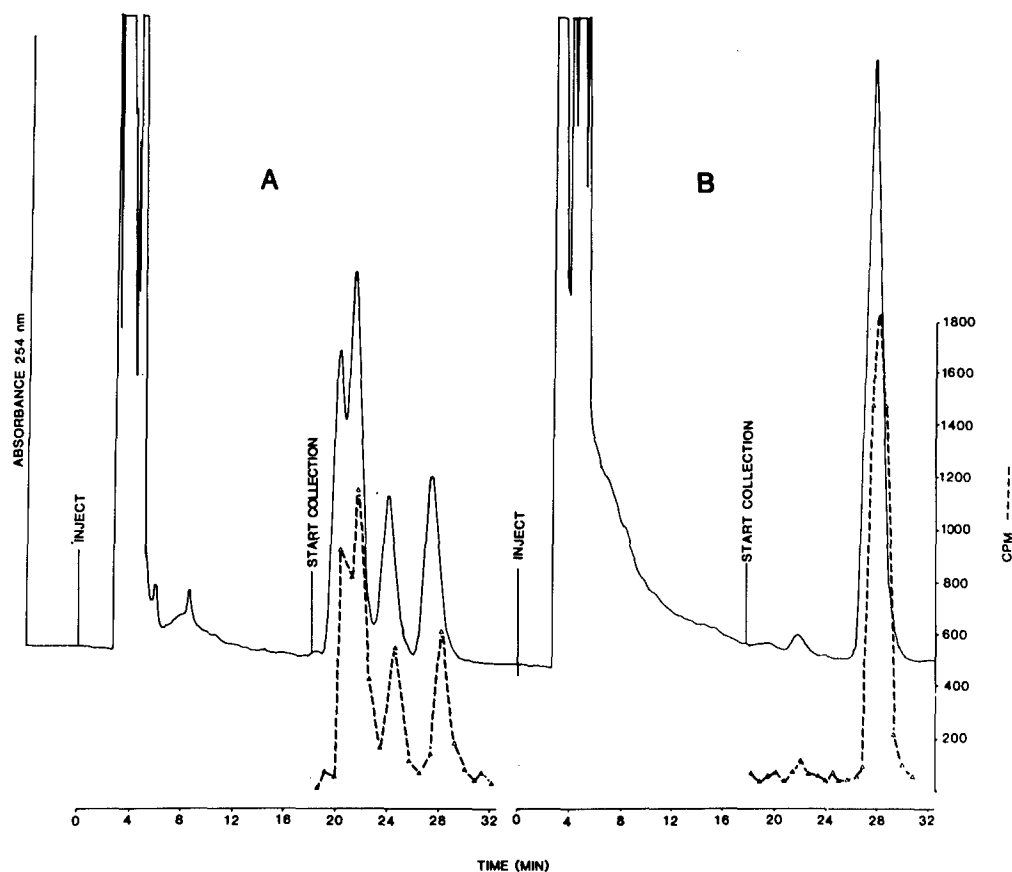 A
B
ABSORBANCE 254 nm
INJECT
START COLLECTION
INJECT
START COLLECTION
1800
1600
1400
1200
1000
800
600
400
200
CPM -----
0 4 8 12 16 20 24 28 32
0 4 8 12 16 20 24 28 32
TIME (MIN)